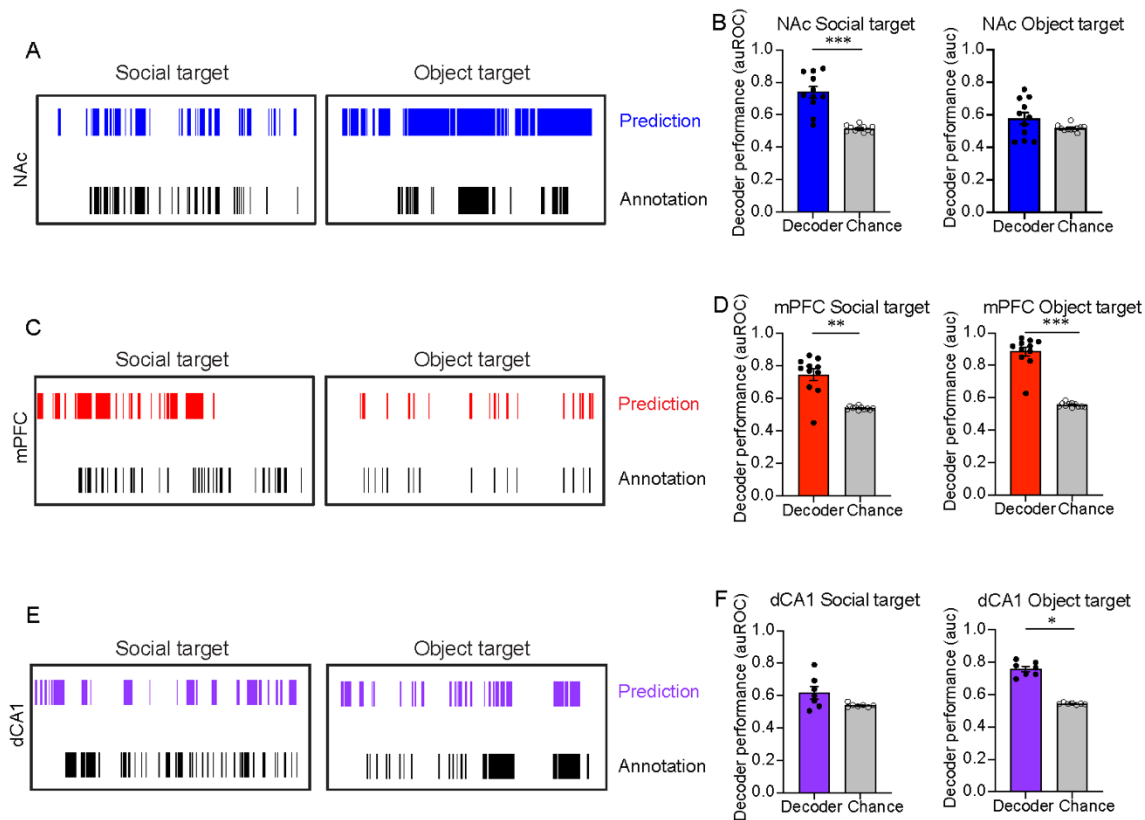 A
Social target
Object target
NAc
Prediction
Annotation
B
NAc Social target
Decoder performance (auROC)
1.0
0.8
0.6
0.4
0.2
0.0
***
Decoder Chance
NAc Object target
Decoder performance (auc)
1.0
0.8
0.6
0.4
0.2
0.0
Decoder Chance
C
Social target
Object target
mPFC
Prediction
Annotation
D
mPFC Social target
Decoder performance (auROC)
1.0
0.8
0.6
0.4
0.2
0.0
**
Decoder Chance
mPFC Object target
Decoder performance (auc)
1.0
0.8
0.6
0.4
0.2
0.0
***
Decoder Chance
E
Social target
Object target
dCA1
Prediction
Annotation
F
dCA1 Social target
Decoder performance (auROC)
1.0
0.8
0.6
0.4
0.2
0.0
Decoder Chance
dCA1 Object target
Decoder performance (auc)
1.0
0.8
0.6
0.4
0.2
0.0
*
Decoder Chance